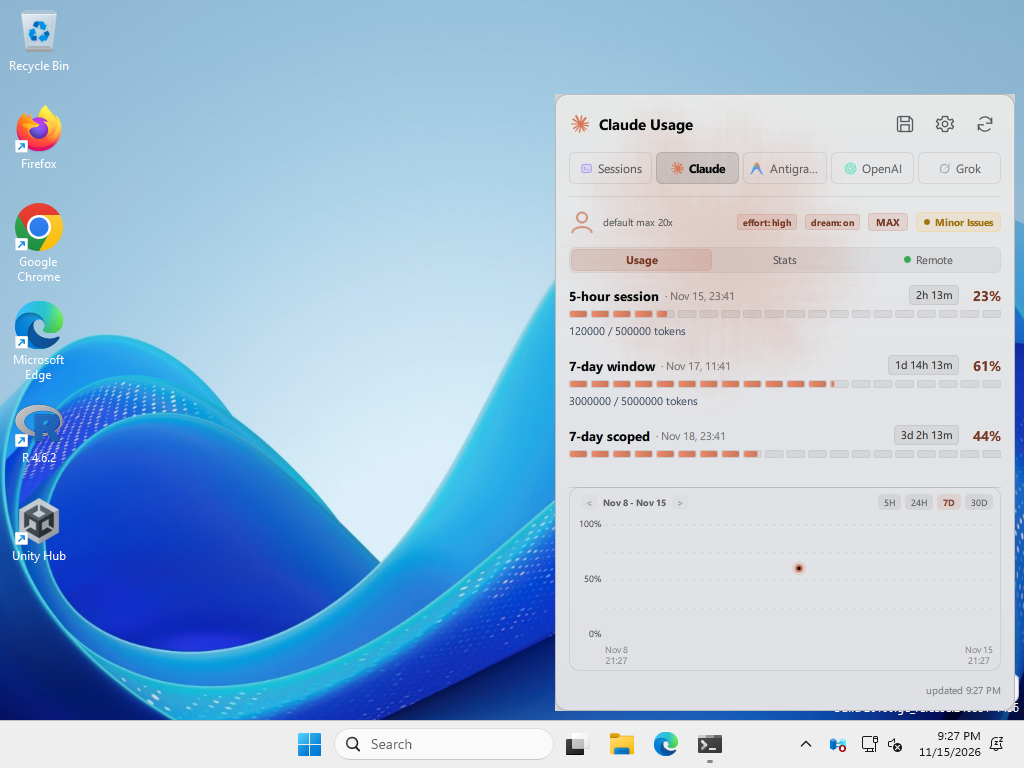 Recycle Bin
Firefox
Google
Chrome
Microsoft
Edge
R 4.6.2
Unity Hub
Claude Usage
Sessions
Claude
Antigra...
OpenAI
Grok
default max 20x
effort: high
dream: on
MAX
Minor Issues
Usage
Stats
Remote
5-hour session · Nov 15, 23:41
2h 13m
23%
120000 / 500000 tokens
7-day window · Nov 17, 11:41
1d 14h 13m
61%
3000000 / 5000000 tokens
7-day scoped · Nov 18, 23:41
3d 2h 13m
44%
< Nov 8 - Nov 15 >
5H
24H
7D
30D
100%
50%
0%
Nov 8
21:27
Nov 15
21:27
updated 9:27 PM
Search
9:27 PM
11/15/2026